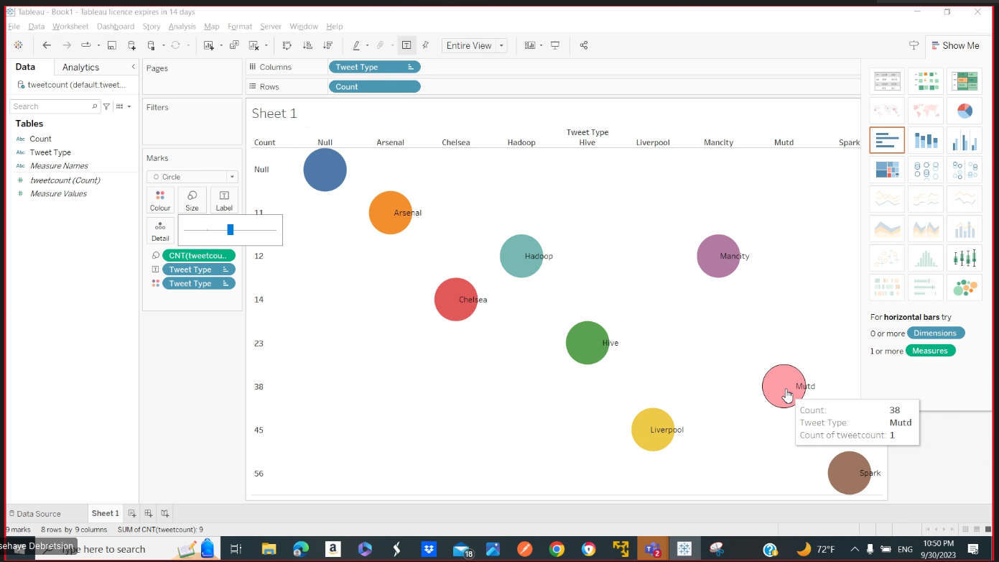 Tableau - Book1 - Tableau licence expires in 14 days
File Data Worksheet Dashboard Story Analysis Map Format Server Window Help
Entire View
Show Me
Data Analytics
tweetcount (default.tweet...
Search
Tables
Abc Count
Abc Tweet Type
Abc Measure Names
# tweetcount (Count)
# Measure Values
Pages
Filters
Marks
Circle
Colour Size Label
Detail
CNT(tweetcou..
Tweet Type
Tweet Type
Columns Tweet Type
Rows Count
Sheet 1
Tweet Type
Count Null Arsenal Chelsea Hadoop Hive Liverpool Mancity Mutd Spark
Null
11 Arsenal
12 Hadoop Mancity
14 Chelsea
23 Hive
38 Mutd
45 Liverpool
56 Spark
Count: 38
Tweet Type: Mutd
Count of tweetcount: 1
For horizontal bars try
0 or more Dimensions
1 or more Measures
Data Source Sheet 1
9 marks 8 rows by 9 columns SUM of CNT(tweetcount): 9
sehaye Debretsion
Type here to search
18
2
72°F
ENG
10:50 PM
9/30/2023